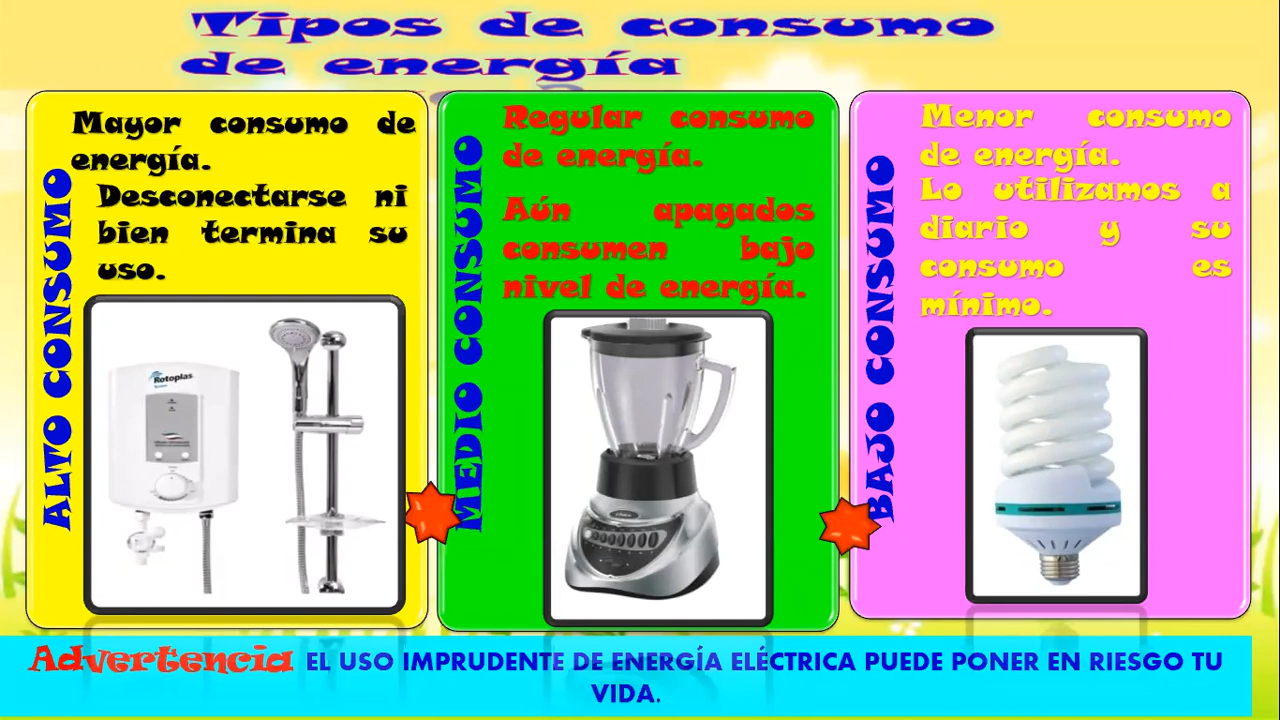 Tipos de consumo
de energía
ALTO CONSUMO
Mayor consumo de
energía.
Desconectarse ni
bien termina su
uso.
Rotoplas
MEDIO CONSUMO
Regular consumo
de energía.
Aún apagados
consumen bajo
nivel de energía.
BAJO CONSUMO
Menor consumo
de energía.
Lo utilizamos a
diario y su
consumo es
mínimo.
Advertencia EL USO IMPRUDENTE DE ENERGÍA ELÉCTRICA PUEDE PONER EN RIESGO TU
VIDA.